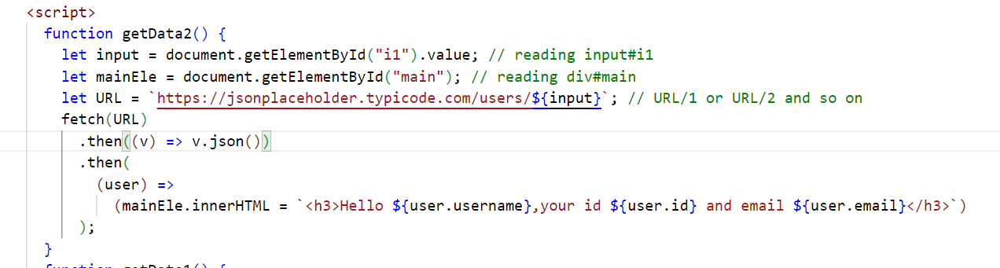 <script>
function getData2() {
let input = document.getElementById("i1").value; // reading input#i1
let mainEle = document.getElementById("main"); // reading div#main
let URL = `https://jsonplaceholder.typicode.com/users/${input}`; // URL/1 or URL/2 and so on
fetch(URL)
.then((v) => v.json())
.then(
(user) =>
(mainEle.innerHTML = `<h3>Hello ${user.username},your id ${user.id} and email ${user.email}</h3>`)
);
}